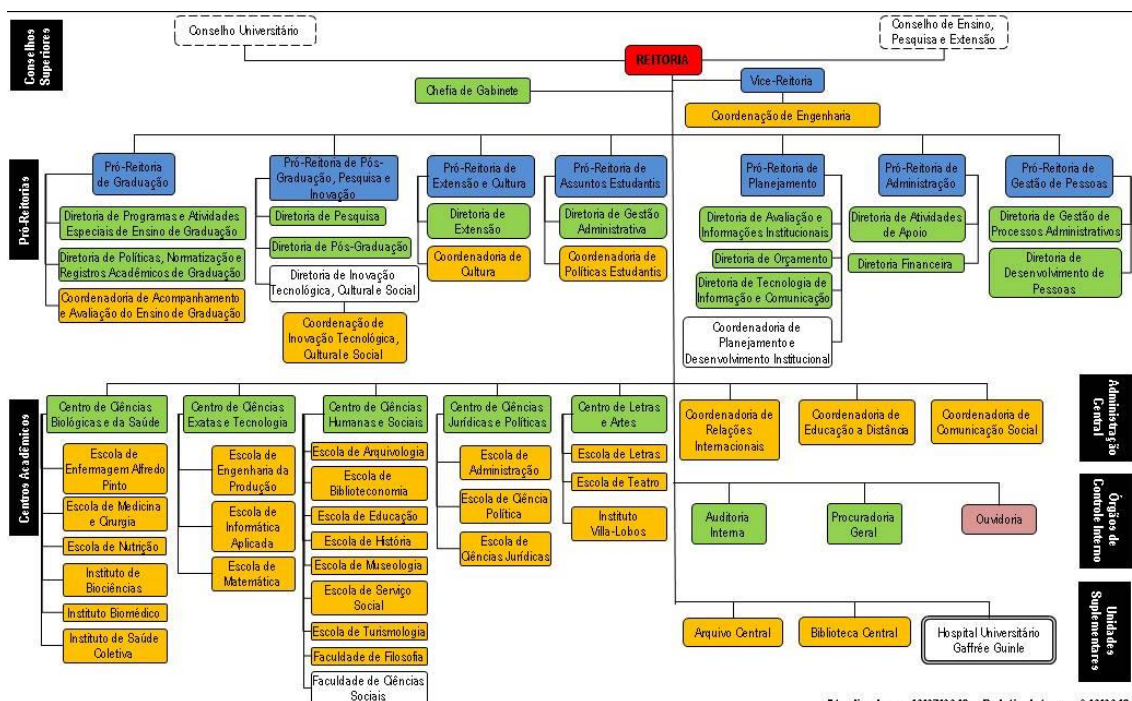 Conselhos
Superiores
Conselho Universitário
Conselho de Ensino,
Pesquisa e Extensão
REITORIA
Chefia de Gabinete
Vice-Reitoria
Coordenação de Engenharia
Pró-Reitorias
Pró-Reitoria
de Graduação
Diretoria de Programas e Atividades
Especiais de Ensino de Graduação
Diretoria de Políticas, Normatização e
Registros Acadêmicos de Graduação
Coordenadoria de Acompanhamento
e Avaliação do Ensino de Graduação
Pró-Reitoria de Pós-
Graduação, Pesquisa e
Inovação
Diretoria de Pesquisa
Diretoria de Pós-Graduação
Diretoria de Inovação
Tecnológica, Cultural e Social
Coordenação de
Inovação Tecnológica,
Cultural e Social
Pró-Reitoria de
Extensão e Cultura
Diretoria de
Extensão
Coordenadoria de
Cultura
Pró-Reitoria de
Assuntos Estudantis
Diretoria de Gestão
Administrativa
Coordenadoria de
Políticas Estudantis
Pró-Reitoria de
Planejamento
Diretoria de Avaliação e
Informações Institucionais
Diretoria de Orçamento
Diretoria de Tecnologia de
Informação e Comunicação
Coordenadoria de
Planejamento e
Desenvolvimento Institucional
Pró-Reitoria de
Administração
Diretoria de Atividades
de Apoio
Diretoria Financeira
Pró-Reitoria de
Gestão de Pessoas
Diretoria de Gestão de
Processos Administrativos
Diretoria de
Desenvolvimento de
Pessoas
Centros Acadêmicos
Centro de Ciências
Biológicas e da Saúde
Escola de
Enfermagem Alfredo
Pinto
Escola de Medicina
e Cirurgia
Escola de Nutrição
Instituto de
Biociências
Instituto Biomédico
Instituto de Saúde
Coletiva
Centro de Ciências
Exatas e Tecnologia
Escola de
Engenharia da
Produção
Escola de
Informática
Aplicada
Escola de
Matemática
Centro de Ciências
Humanas e Sociais
Escola de Arquivologia
Escola de
Biblioteconomia
Escola de Educação
Escola de História
Escola de Museologia
Escola de Serviço
Social
Escola de Turismologia
Faculdade de Filosofia
Faculdade de Ciências
Sociais
Centro de Ciências
Jurídicas e Políticas
Escola de
Administração
Escola de Ciência
Política
Escola de
Ciências Jurídicas
Centro de Letras
e Artes
Escola de Letras
Escola de Teatro
Instituto
Villa-Lobos
Coordenadoria de
Relações
Internacionais
Coordenadoria de
Educação a Distância
Coordenadoria de
Comunicação Social
Administração
Central
Auditoria
Interna
Procuradoria
Geral
Ouvidoria
Órgãos de
Controle Interno
Arquivo Central
Biblioteca Central
Hospital Universitário
Gaffrée Guinle
Unidades
Suplementares